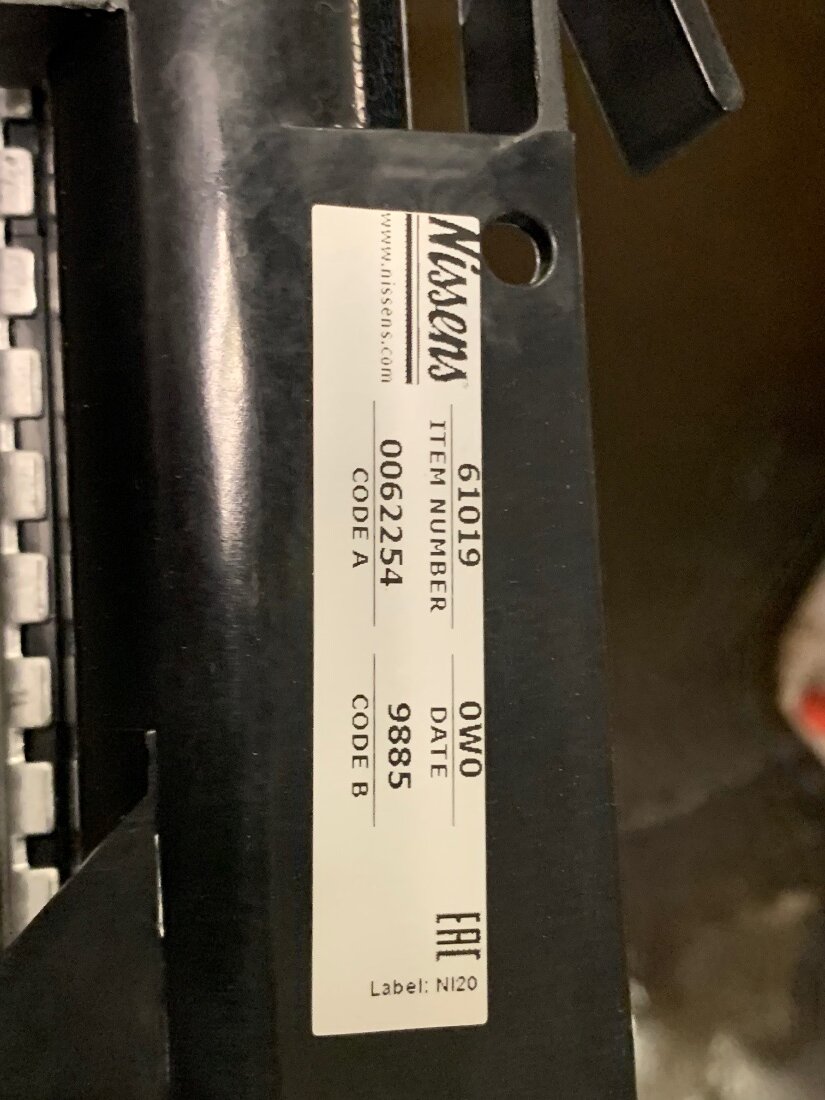 Nissens
www.nissens.com
61019
ITEM NUMBER
0062254
CODE A
0W0
DATE
9885
CODE B
EAC
Label: NI20